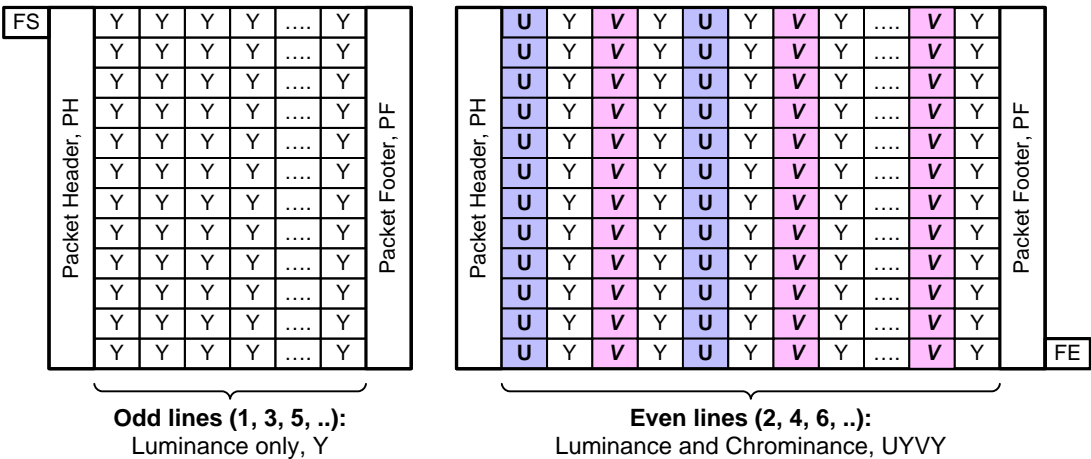 FS Y Y Y Y .... Y U Y V Y U Y V Y .... V Y
Y Y Y Y .... Y U Y V Y U Y V Y .... V Y
Y Y Y Y .... Y U Y V Y U Y V Y .... V Y
Y Y Y Y .... Y U Y V Y U Y V Y .... V Y
Y Y Y Y .... Y U Y V Y U Y V Y .... V Y
Y Y Y Y .... Y U Y V Y U Y V Y .... V Y
Y Y Y Y .... Y U Y V Y U Y V Y .... V Y
Y Y Y Y .... Y U Y V Y U Y V Y .... V Y
Y Y Y Y .... Y U Y V Y U Y V Y .... V Y
Y Y Y Y .... Y U Y V Y U Y V Y .... V Y
Y Y Y Y .... Y U Y V Y U Y V Y .... V Y
Y Y Y Y .... Y U Y V Y U Y V Y .... V Y FE
Packet Header, PH
Packet Footer, PF
Packet Header, PH
Packet Footer, PF
Odd lines (1, 3, 5, ..):
Luminance only, Y
Even lines (2, 4, 6, ..):
Luminance and Chrominance, UYVY